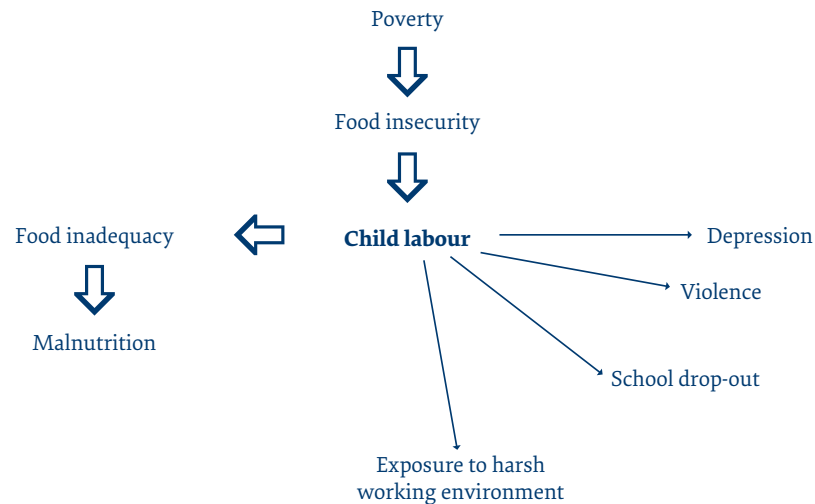 Poverty
Food insecurity
Food inadequacy
Child labour
Depression
Violence
Malnutrition
School drop-out
Exposure to harsh
working environment